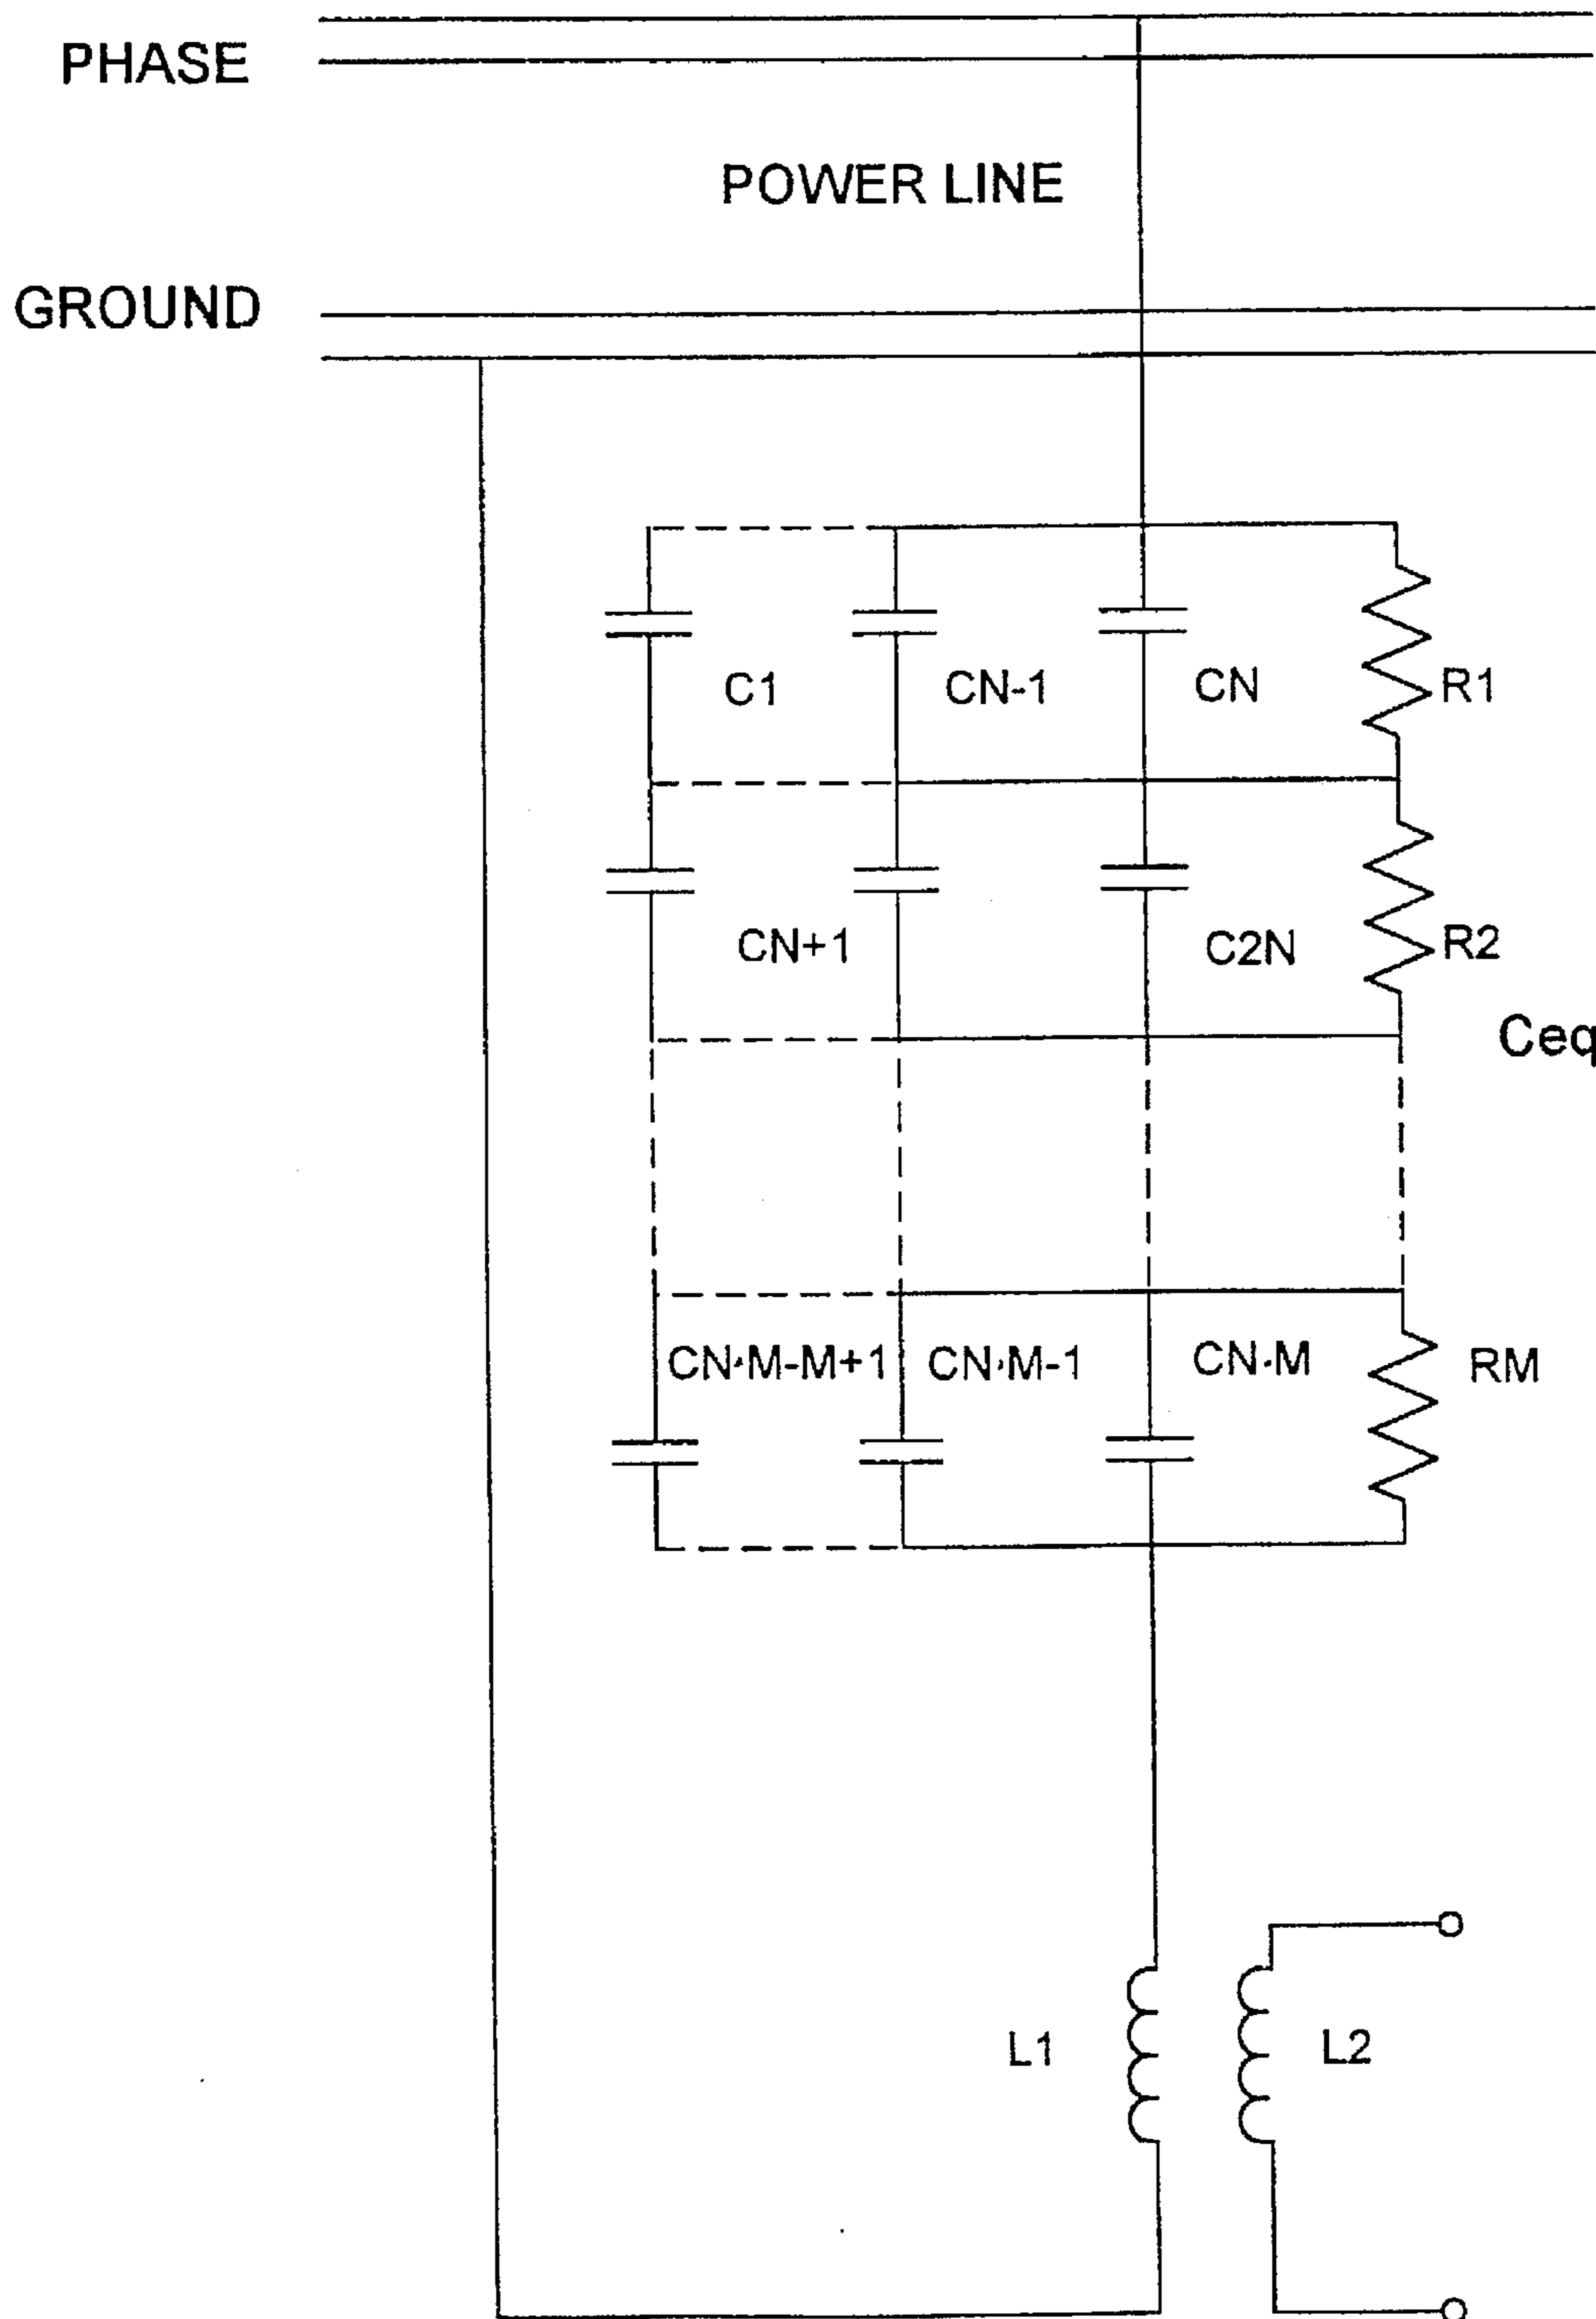 PHASE
POWER LINE
GROUND
C1 CN-1 CN R1
CN+1 C2N R2
Ceq
CN·M-M+1 CN·M-1 CN·M RM
L1 L2